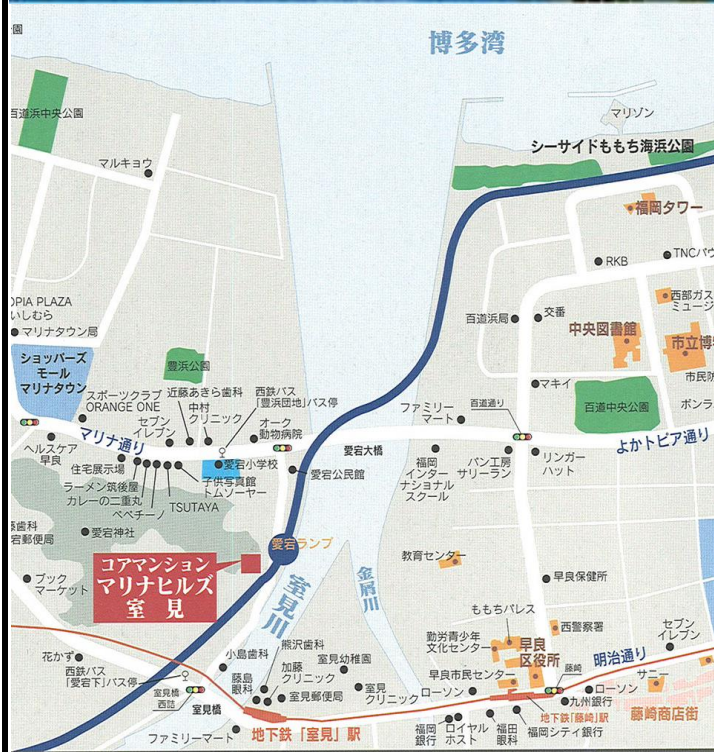 園
博多湾
百道浜中央公園
マリゾン
シーサイドももち海浜公園
マルキョウ
福岡タワー
RKB
TNCパヴ
OPIA PLAZA
いしむら
マリナタウン局
西部ガス
ミュージ
百道浜局
交番
中央図書館
市立博
市民防
ショッパーズ
モール
マリナタウン
豊浜公園
スポーツクラブ
ORANGE ONE
近藤あきら歯科
中村
クリニック
西鉄バス
「豊浜団地」バス停
マキイ
百道中央公園
ボンラ
マリナ通り
セブン
イレブン
オーク
動物病院
ファミリー
マート
百道通り
よかトピア通り
ヘルスケア
早良
住宅展示場
愛宕小学校
愛宕大橋
愛宕公民館
福岡
インター
ナショナル
スクール
パン工房
サリーラン
リンガー
ハット
ラーメン筑後屋
カレーの二重丸
ペペチーノ
TSUTAYA
子供写真館
トムソーヤー
藤歯科
宕郵便局
愛宕神社
愛宕ランプ
コアマンション
マリナヒルズ
室見
室見川
金屑川
教育センター
早良保健所
ブック
マーケット
ももちパレス
西警察署
勤労青少年
文化センター
早良
区役所
セブン
イレブン
明治通り
花かず
西鉄バス
「愛宕下」バス停
小島歯科
熊沢歯科
加藤
クリニック
室見幼稚園
藤島
眼科
室見郵便局
室見
クリニック
早良市民センター
ローソン
藤崎
ローソン
サニー
九州銀行
室見橋
西詰
室見橋
ファミリーマート
地下鉄「室見」駅
福岡
銀行
ロイヤル
ホスト
福田
眼科
地下鉄「藤崎」駅
福岡シティ銀行
藤崎商店街